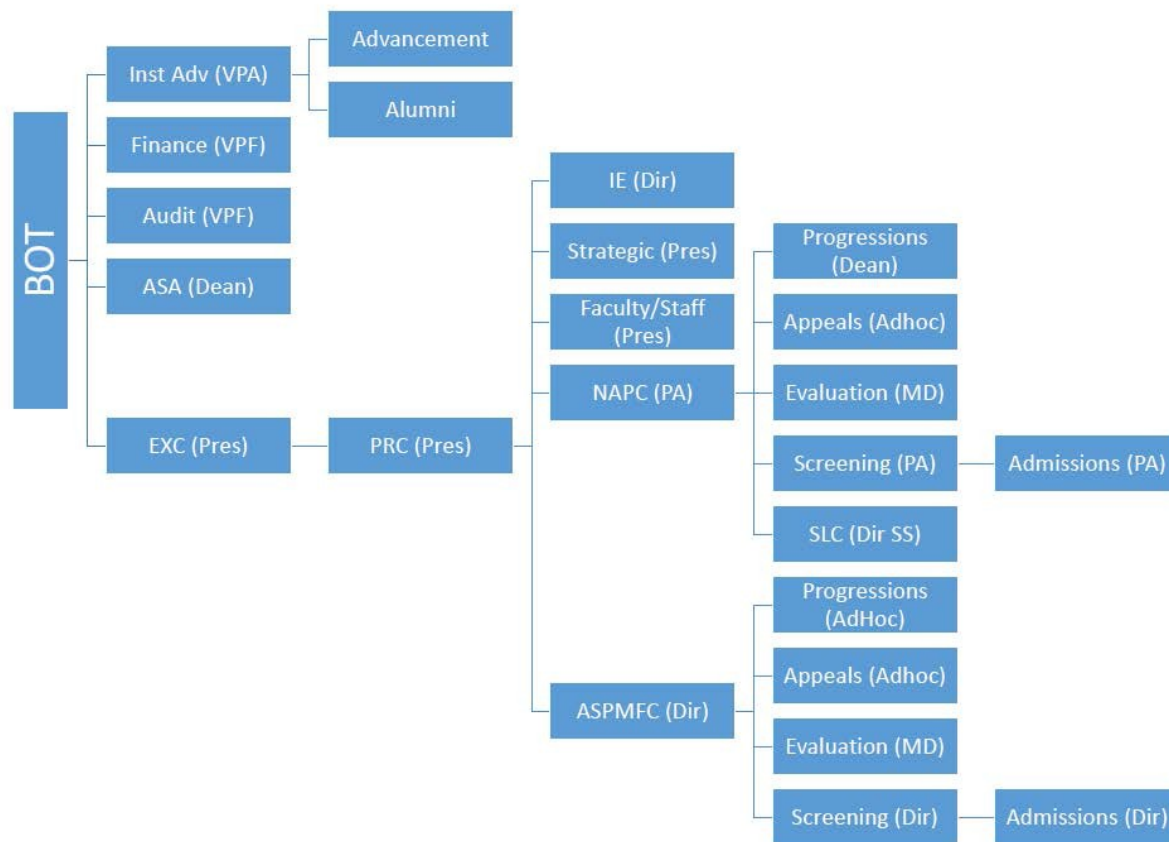 BOT
Inst Adv (VPA)
Advancement
Alumni
Finance (VPF)
Audit (VPF)
ASA (Dean)
EXC (Pres)
PRC (Pres)
IE (Dir)
Strategic (Pres)
Faculty/Staff
(Pres)
NAPC (PA)
Progressions
(Dean)
Appeals (Adhoc)
Evaluation (MD)
Screening (PA)
Admissions (PA)
SLC (Dir SS)
ASPMFC (Dir)
Progressions
(AdHoc)
Appeals (Adhoc)
Evaluation (MD)
Screening (Dir)
Admissions (Dir)